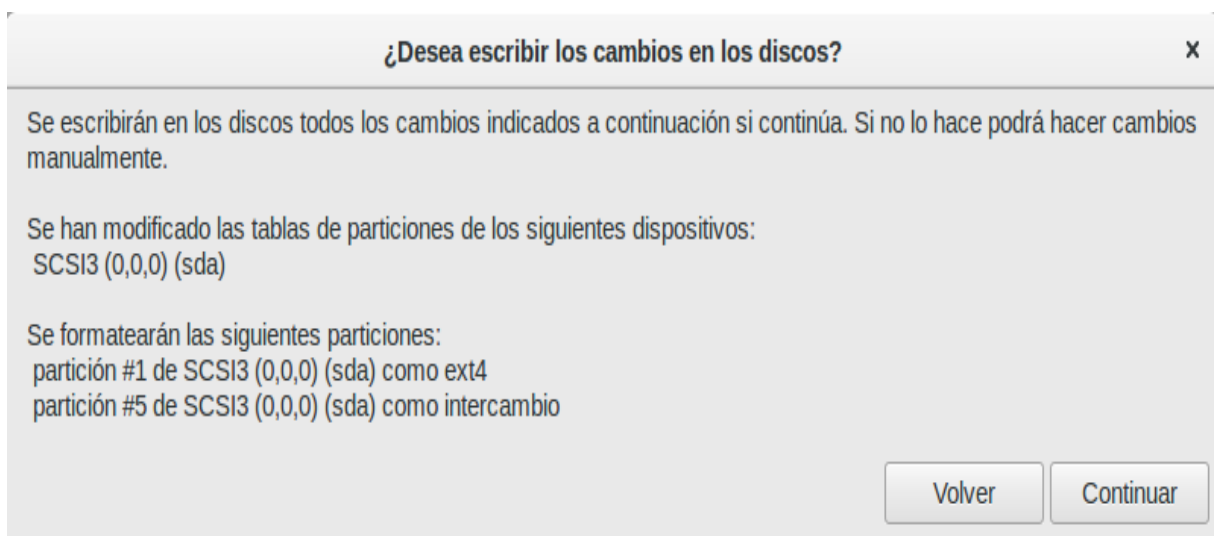 ¿Desea escribir los cambios en los discos?
x
Se escribirán en los discos todos los cambios indicados a continuación si continúa. Si no lo hace podrá hacer cambios
manualmente.
Se han modificado las tablas de particiones de los siguientes dispositivos:
SCSI3 (0,0,0) (sda)
Se formatearán las siguientes particiones:
partición #1 de SCSI3 (0,0,0) (sda) como ext4
partición #5 de SCSI3 (0,0,0) (sda) como intercambio
Volver
Continuar